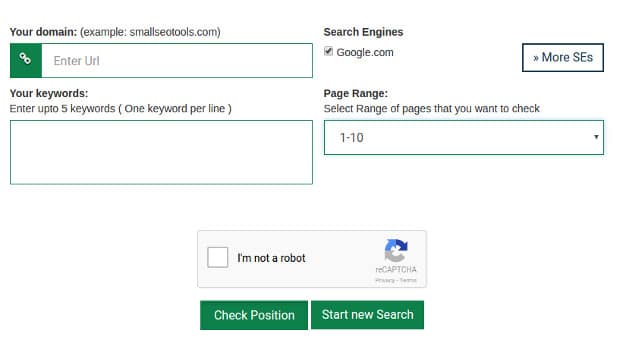 Your domain: (example: smallseotools.com)
Enter Url
Search Engines
Google.com
» More SEs
Your keywords:
Enter upto 5 keywords ( One keyword per line )
Page Range:
Select Range of pages that you want to check
1-10
I'm not a robot
reCAPTCHA
Privacy - Terms
Check Position
Start new Search